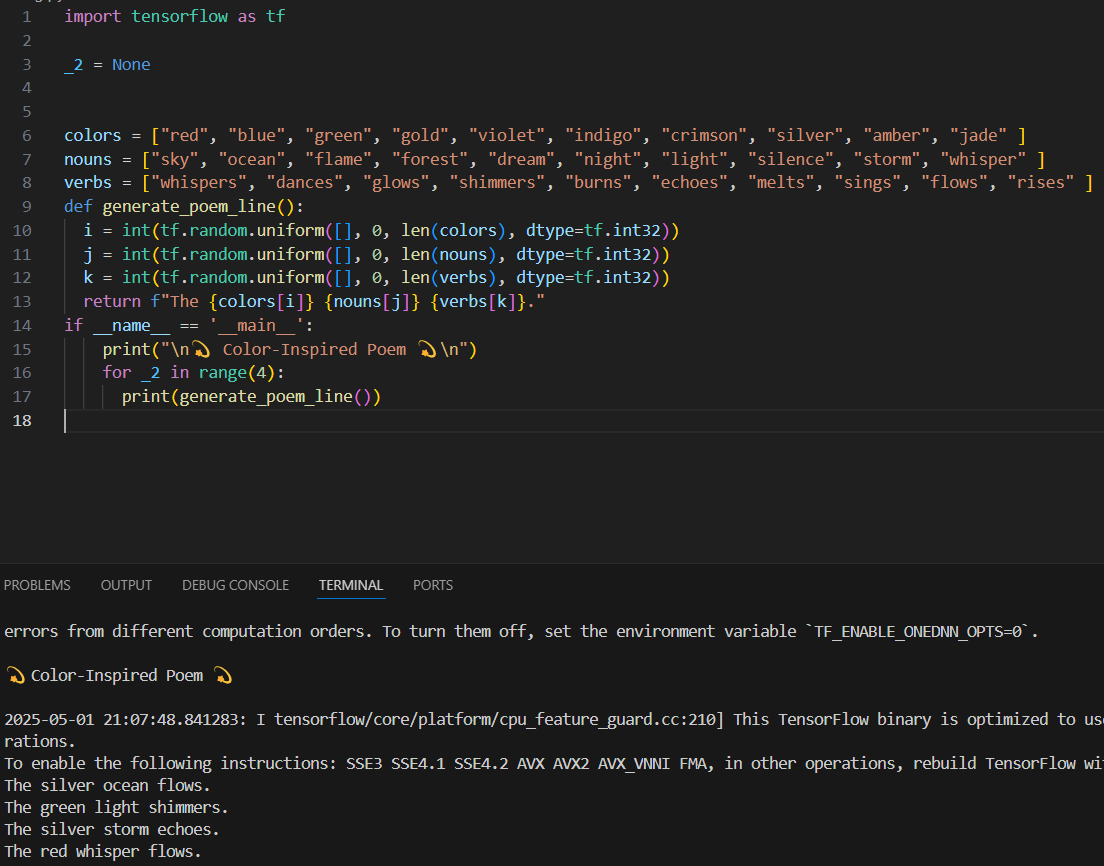 1 import tensorflow as tf
2
3 _2 = None
4
5
6 colors = ["red", "blue", "green", "gold", "violet", "indigo", "crimson", "silver", "amber", "jade" ]
7 nouns = ["sky", "ocean", "flame", "forest", "dream", "night", "light", "silence", "storm", "whisper" ]
8 verbs = ["whispers", "dances", "glows", "shimmers", "burns", "echoes", "melts", "sings", "flows", "rises" ]
9 def generate_poem_line():
10   i = int(tf.random.uniform([], 0, len(colors), dtype=tf.int32))
11   j = int(tf.random.uniform([], 0, len(nouns), dtype=tf.int32))
12   k = int(tf.random.uniform([], 0, len(verbs), dtype=tf.int32))
13   return f"The {colors[i]} {nouns[j]} {verbs[k]}."
14 if __name__ == '__main__':
15     print("\n💫 Color-Inspired Poem 💫\n")
16     for _2 in range(4):
17       print(generate_poem_line())
18
PROBLEMS OUTPUT DEBUG CONSOLE TERMINAL PORTS
errors from different computation orders. To turn them off, set the environment variable `TF_ENABLE_ONEDNN_OPTS=0`.
💫 Color-Inspired Poem 💫
2025-05-01 21:07:48.841283: I tensorflow/core/platform/cpu_feature_guard.cc:210] This TensorFlow binary is optimized to
rations.
To enable the following instructions: SSE3 SSE4.1 SSE4.2 AVX AVX2 AVX_VNNI FMA, in other operations, rebuild TensorFlow
The silver ocean flows.
The green light shimmers.
The silver storm echoes.
The red whisper flows.